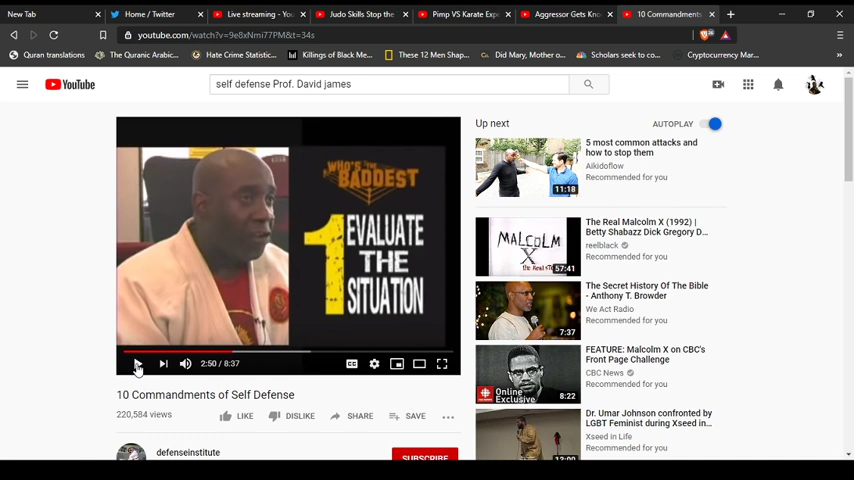 New Tab
Home / Twitter
Live streaming - You
Judo Skills Stop the
Pimp VS Karate Exp
Aggressor Gets Kno
10 Commandments
youtube.com/watch?v=9e8xNmi77PM&t=34s
Quran translations
The Quranic Arabic...
Hate Crime Statistic...
Killings of Black Me...
These 12 Men Shap...
Did Mary, Mother o...
Scholars seek to co...
Cryptocurrency Mar...
YouTube
self defense Prof. David james
WHO'S THE
BADDEST
1 EVALUATE
THE
SITUATION
2:50 / 8:37
CC
10 Commandments of Self Defense
220,584 views
LIKE
DISLIKE
SHARE
SAVE
defenseinstitute
SUBSCRIBE
Up next
AUTOPLAY
5 most common attacks and
how to stop them
Aikidoflow
Recommended for you
11:18
The Real Malcolm X (1992) |
Betty Shabazz Dick Gregory D...
reelblack
Recommended for you
MALCOLM
X
57:41
The Secret History Of The Bible
- Anthony T. Browder
We Act Radio
Recommended for you
7:37
FEATURE: Malcolm X on CBC's
Front Page Challenge
CBC News
Recommended for you
Online
Exclusive
8:22
Dr. Umar Johnson confronted by
LGBT Feminist during Xseed in...
Xseed in Life
Recommended for you
12:00